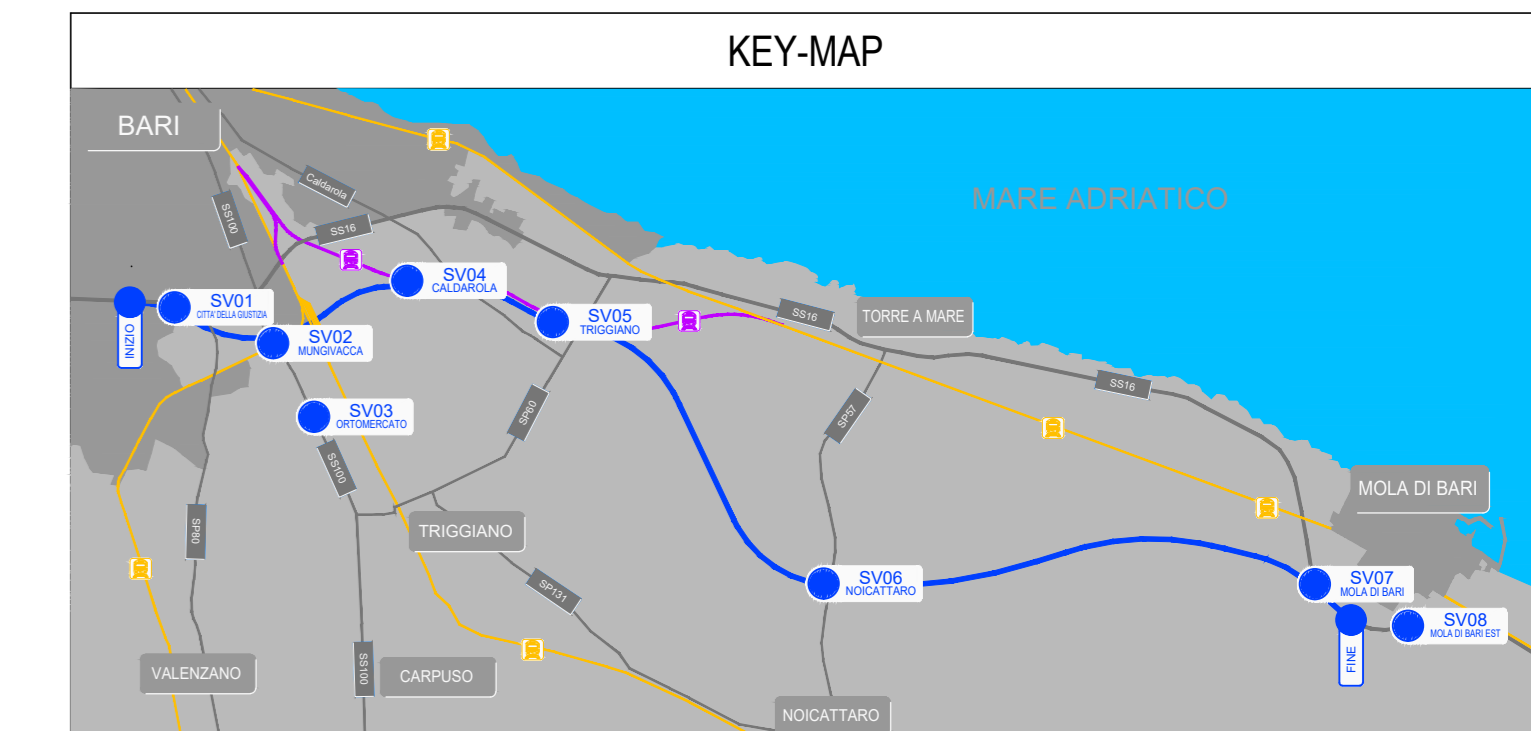 KEY-MAP
BARI
Caldarola
MARE ADRIATICO
SS100
SS16
SV04
CALDAROLA
SV01
CITTA' DELLA GIUSTIZIA
SV05
TRIGGIANO
SS16
TORRE A MARE
INIZIO
SV02
MUNGIVACCA
SS16
SV03
ORTOMERCATO
SP60
SP57
SS100
MOLA DI BARI
SP80
TRIGGIANO
SV06
NOICATTARO
SV07
MOLA DI BARI
SP131
SV08
MOLA DI BARI EST
FINE
VALENZANO
SS100
CARPUSO
NOICATTARO